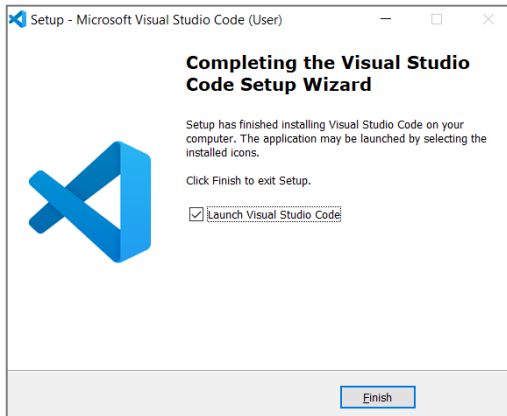 Setup - Microsoft Visual Studio Code (User)
Completing the Visual Studio
Code Setup Wizard
Setup has finished installing Visual Studio Code on your
computer. The application may be launched by selecting the
installed icons.
Click Finish to exit Setup.
Launch Visual Studio Code
Finish